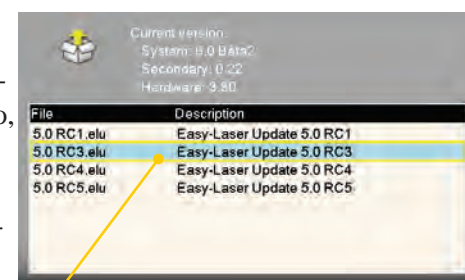 Current version:
System: 6.0 Bèta2
Secondary: 0.22
Hardware: 3.80
o,
File Description
5.0 RC1.elu Easy-Laser Update 5.0 RC1
5.0 RC3.elu Easy-Laser Update 5.0 RC3
5.0 RC4.elu Easy-Laser Update 5.0 RC4
5.0 RC5.elu Easy-Laser Update 5.0 RC5